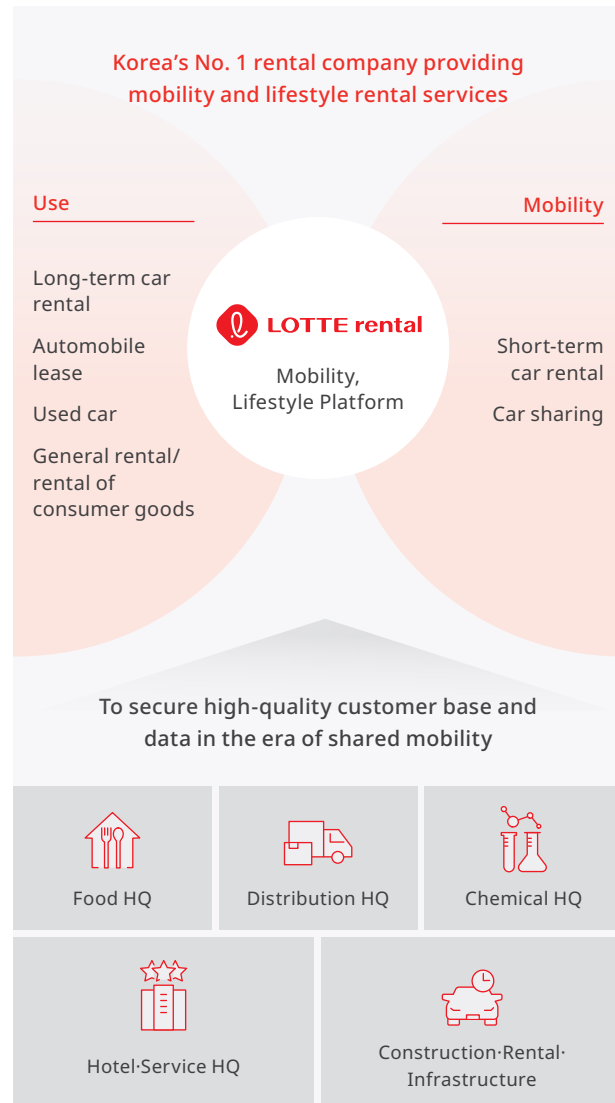 Korea's No. 1 rental company providing
mobility and lifestyle rental services
Use
Long-term car
rental
Automobile
lease
Used car
General rental/
rental of
consumer goods
LOTTE rental
Mobility,
Lifestyle Platform
Mobility
Short-term
car rental
Car sharing
To secure high-quality customer base and
data in the era of shared mobility
Food HQ
Distribution HQ
Chemical HQ
Hotel·Service HQ
Construction·Rental·
Infrastructure